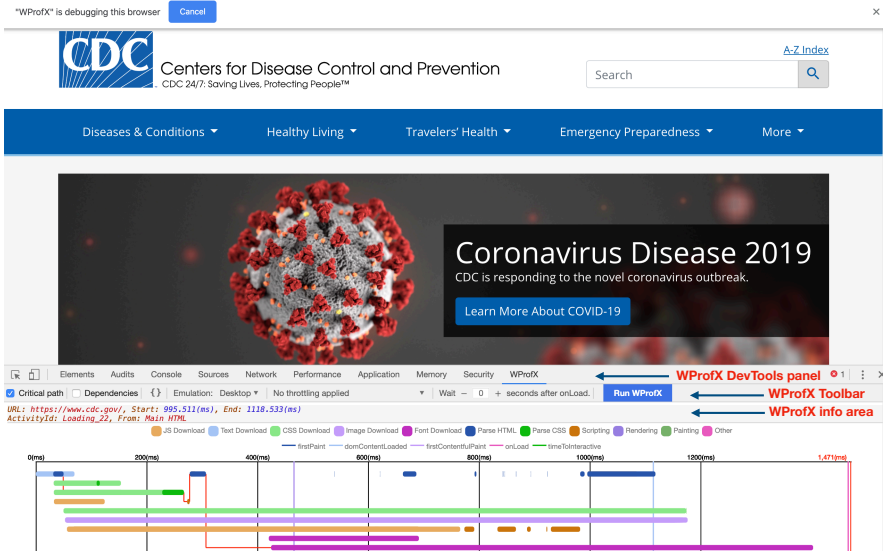 "WProfX" is debugging this browser Cancel ×
CDC
Centers for Disease Control and Prevention
CDC 24/7: Saving Lives, Protecting People™
A-Z Index
Search
Diseases & Conditions Healthy Living Travelers' Health Emergency Preparedness More
Coronavirus Disease 2019
CDC is responding to the novel coronavirus outbreak.
Learn More About COVID-19
Elements Audits Console Sources Network Performance Application Memory Security WProfX WProfX DevTools panel 1
Critical path Dependencies {} Emulation: Desktop No throttling applied Wait – 0 + seconds after onLoad. Run WProfX WProfX Toolbar
URL: https://www.cdc.gov/, Start: 995.511(ms), End: 1118.533(ms) WProfX info area
ActivityId: Loading_22, From: Main HTML
JS Download Text Download CSS Download Image Download Font Download Parse HTML Parse CSS Scripting Rendering Painting Other
firstPaint domContentLoaded firstContentfulPaint onLoad timeToInteractive
0(ms) 200(ms) 400(ms) 600(ms) 800(ms) 1000(ms) 1200(ms) 1,471(ms)